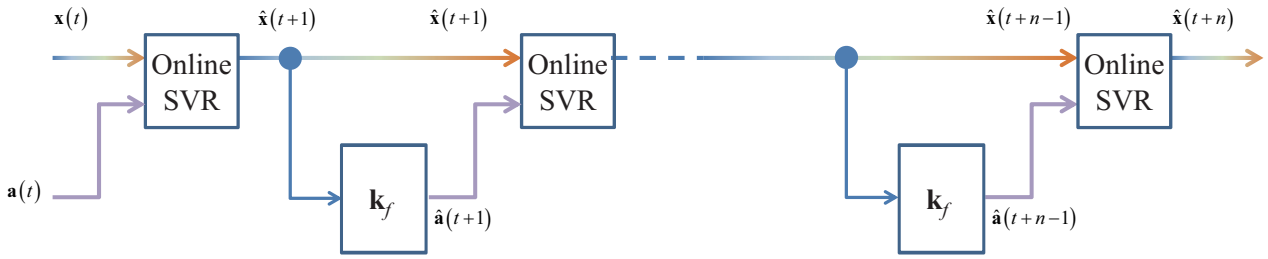 𝐱(t)
𝐱̂(t+1)
𝐱̂(t+1)
𝐱̂(t+n−1)
𝐱̂(t+n)
Online
SVR
Online
SVR
Online
SVR
𝐚(t)
𝐤_f
𝐚̂(t+1)
𝐤_f
𝐚̂(t+n−1)